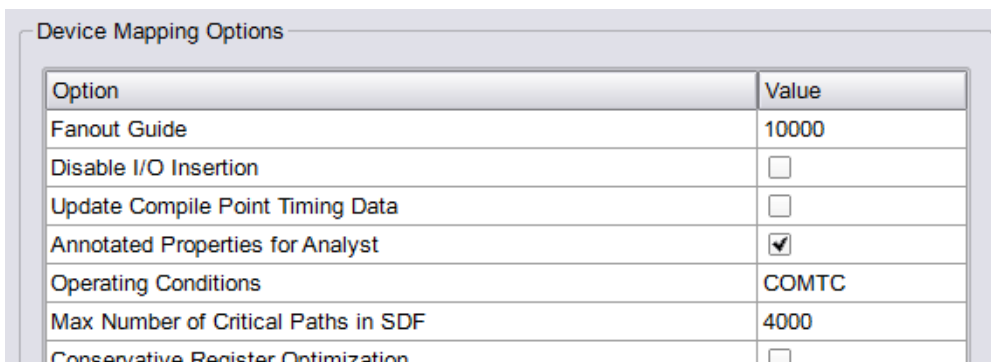 Device Mapping Options
Option Value
Fanout Guide 10000
Disable I/O Insertion
Update Compile Point Timing Data
Annotated Properties for Analyst
Operating Conditions COMTC
Max Number of Critical Paths in SDF 4000
Conservative Register Optimization